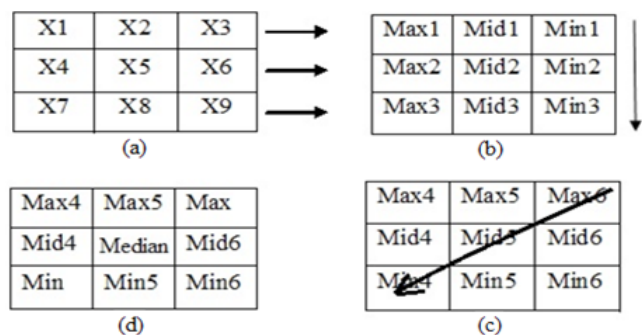 X1 X2 X3
X4 X5 X6
X7 X8 X9
(a)
Max1 Mid1 Min1
Max2 Mid2 Min2
Max3 Mid3 Min3
(b)
Max4 Max5 Max
Mid4 Median Mid6
Min Min5 Min6
(d)
Max4 Max5 Max6
Mid4 Mid5 Mid6
Min4 Min5 Min6
(c)